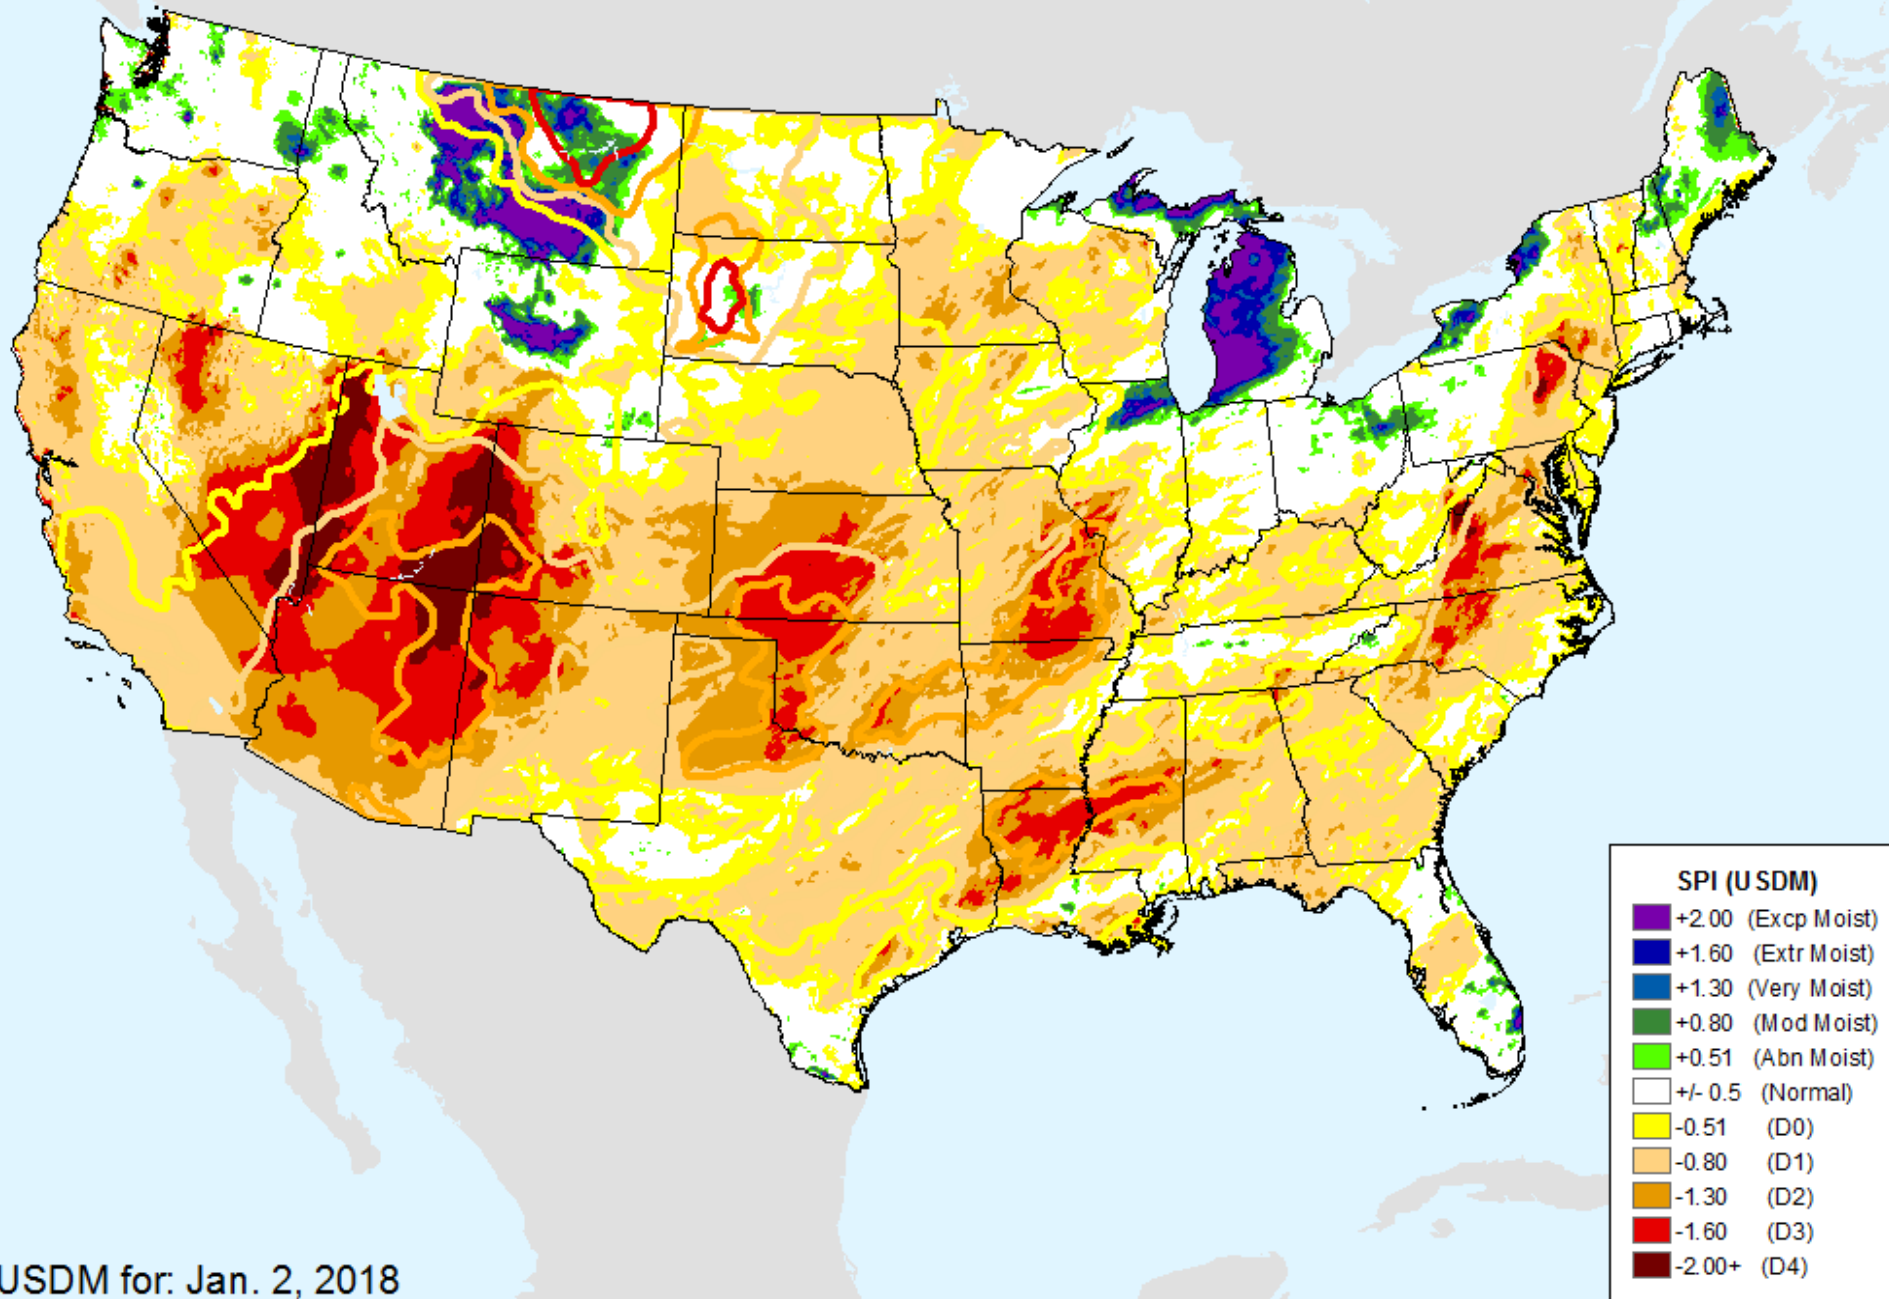 SPI (USDM)
+2.00 (Excp Moist)
+1.60 (Extr Moist)
+1.30 (Very Moist)
+0.80 (Mod Moist)
+0.51 (Abn Moist)
+/- 0.5 (Normal)
-0.51 (D0)
-0.80 (D1)
-1.30 (D2)
-1.60 (D3)
-2.00+ (D4)
USDM for: Jan. 2, 2018